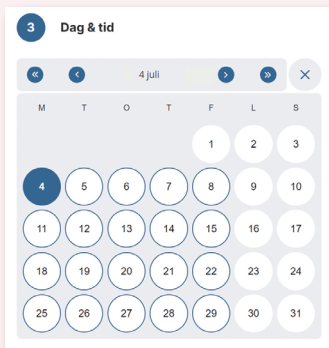 3 Dag & tid
« ‹ 4 juli › » ×
M T O T F L S
1 2 3
4 5 6 7 8 9 10
11 12 13 14 15 16 17
18 19 20 21 22 23 24
25 26 27 28 29 30 31